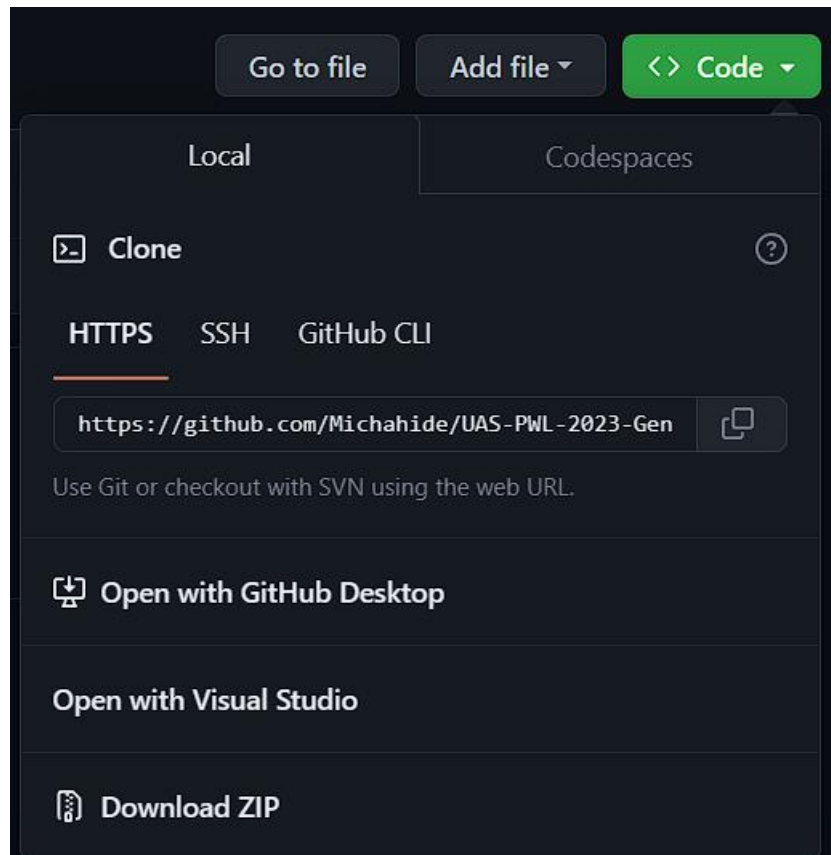 Go to file Add file <> Code
Local Codespaces
Clone
HTTPS SSH GitHub CLI
https://github.com/Michahide/UAS-PWL-2023-Gen
Use Git or checkout with SVN using the web URL.
Open with GitHub Desktop
Open with Visual Studio
Download ZIP